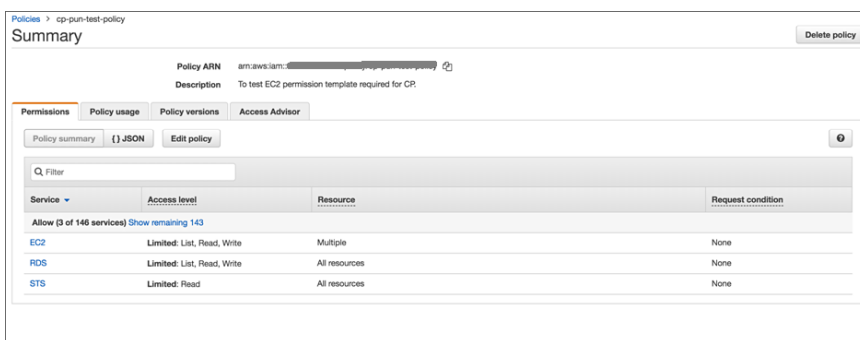 Policies > cp-pun-test-policy
Summary
Delete policy
Policy ARN arn:aws:iam::
Description To test EC2 permission template required for CP.
Permissions Policy usage Policy versions Access Advisor
Policy summary { } JSON Edit policy
Filter
Service Access level Resource Request condition
Allow (3 of 146 services) Show remaining 143
EC2 Limited: List, Read, Write Multiple None
RDS Limited: List, Read, Write All resources None
STS Limited: Read All resources None